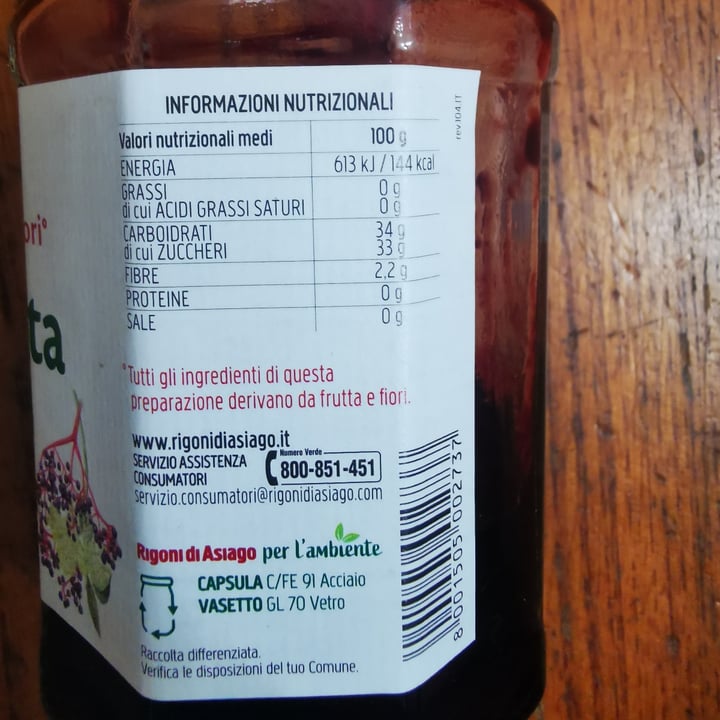 INFORMAZIONI NUTRIZIONALI
Valori nutrizionali medi 100 g
ENERGIA 613 kJ / 144 kcal
GRASSI 0 g
di cui ACIDI GRASSI SATURI 0 g
CARBOIDRATI 34 g
di cui ZUCCHERI 33 g
FIBRE 2,2 g
PROTEINE 0 g
SALE 0 g
°Tutti gli ingredienti di questa
preparazione derivano da frutta e fiori.
www.rigonidiasiago.it
SERVIZIO ASSISTENZA
CONSUMATORI
Numero Verde
800-851-451
servizio.consumatori@rigonidiasiago.com
Rigoni di Asiago per l'ambiente
CAPSULA C/FE 91 Acciaio
VASETTO GL 70 Vetro
Raccolta differenziata.
Verifica le disposizioni del tuo Comune.
rev104.IT
8 001505 002737
ori°
ta